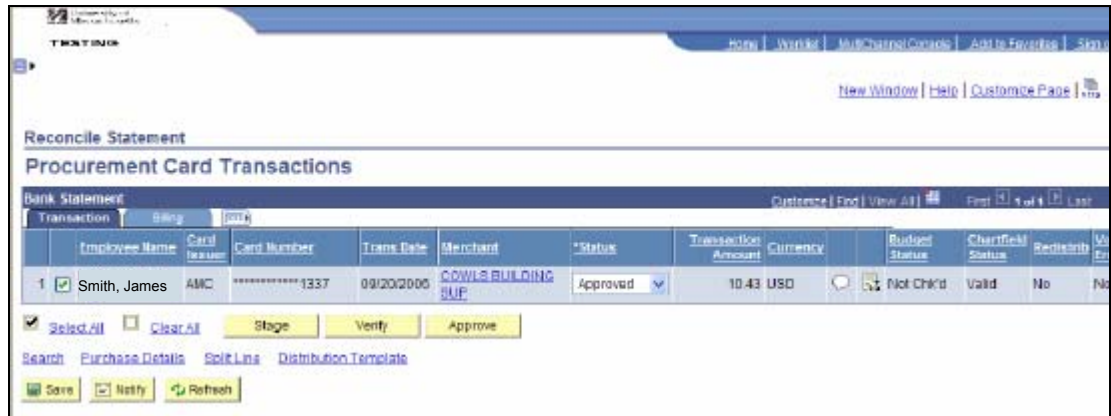 University of
Massachusetts
TESTING
Home | Worklist | MultiChannel Console | Add to Favorites | Sign
New Window | Help | Customize Page |
Reconcile Statement
Procurement Card Transactions
Bank Statement Customize | Find | View All | First 1 of 1 Last
Transaction Billing
Employee Name Card Issuer Card Number Trans Date Merchant *Status Transaction Amount Currency Budget Status Chartfield Status Redistrib
1 Smith, James AMC ************1337 09/20/2006 COWLS BUILDING SUP Approved 10.43 USD Not Chk'd Valid No
Select All Clear All Stage Verify Approve
Search Purchase Details Split Line Distribution Template
Save Notify Refresh